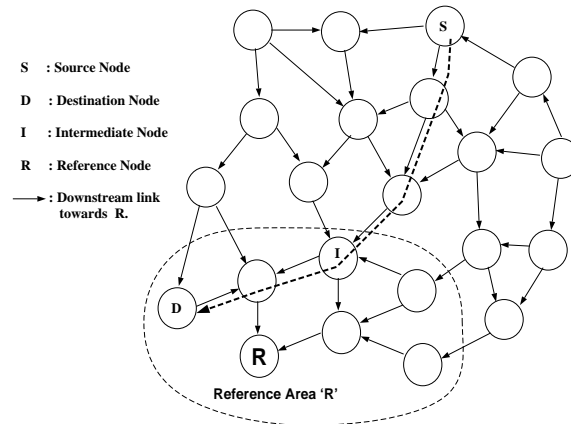 S
S : Source Node
D : Destination Node
I : Intermediate Node
R : Reference Node
: Downstream link
towards R.
I
D
R
Reference Area 'R'